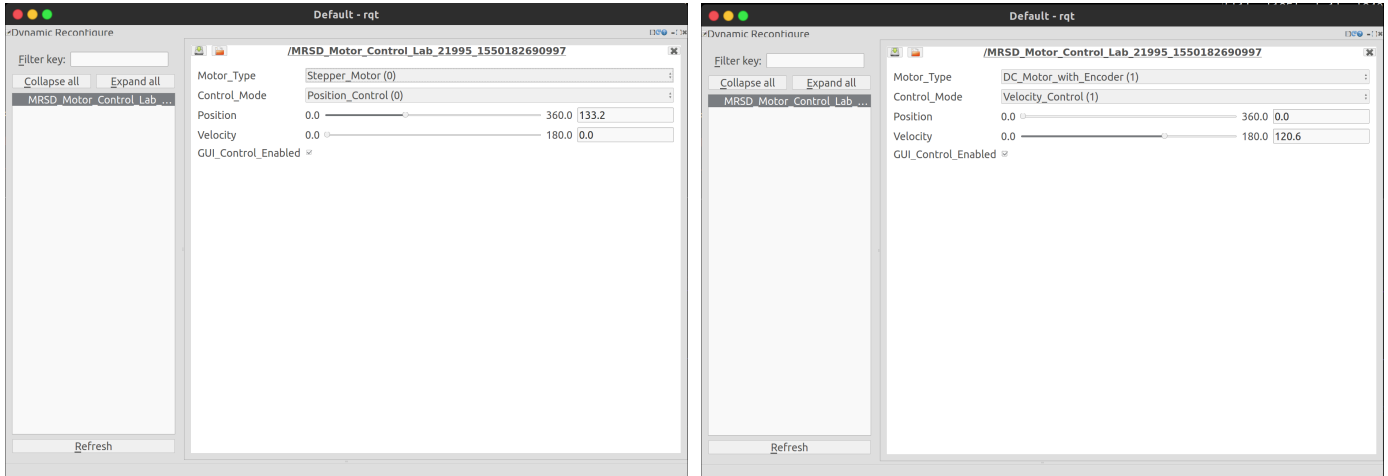 Default - rqt
Dynamic Reconfigure
Filter key:
Collapse all Expand all
MRSD_Motor_Control_Lab_...
Refresh
/MRSD_Motor_Control_Lab_21995_1550182690997
Motor_Type Stepper_Motor (0)
Control_Mode Position_Control (0)
Position 0.0 360.0 133.2
Velocity 0.0 180.0 0.0
GUI_Control_Enabled
Default - rqt
Dynamic Reconfigure
Filter key:
Collapse all Expand all
MRSD_Motor_Control_Lab_...
Refresh
/MRSD_Motor_Control_Lab_21995_1550182690997
Motor_Type DC_Motor_with_Encoder (1)
Control_Mode Velocity_Control (1)
Position 0.0 360.0 0.0
Velocity 0.0 180.0 120.6
GUI_Control_Enabled